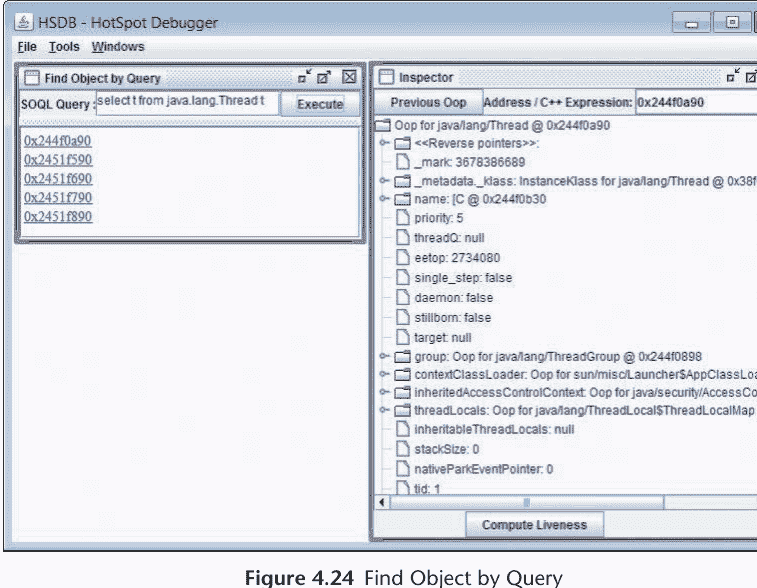 HSDB - HotSpot Debugger
File Tools Windows
Find Object by Query
SOQL Query : select t from java.lang.Thread t Execute
0x244f0a90
0x2451f590
0x2451f690
0x2451f790
0x2451f890
Inspector
Previous Oop Address / C++ Expression: 0x244f0a90
Oop for java/lang/Thread @ 0x244f0a90
<<Reverse pointers>>:
_mark: 3678386689
_metadata._klass: InstanceKlass for java/lang/Thread @ 0x38f
name: [C @ 0x244f0b30
priority: 5
threadQ: null
eetop: 2734080
single_step: false
daemon: false
stillborn: false
target: null
group: Oop for java/lang/ThreadGroup @ 0x244f0898
contextClassLoader: Oop for sun/misc/Launcher$AppClassLoa
inheritedAccessControlContext: Oop for java/security/AccessCo
threadLocals: Oop for java/lang/ThreadLocal$ThreadLocalMap
inheritableThreadLocals: null
stackSize: 0
nativeParkEventPointer: 0
tid: 1
Compute Liveness
Figure 4.24 Find Object by Query